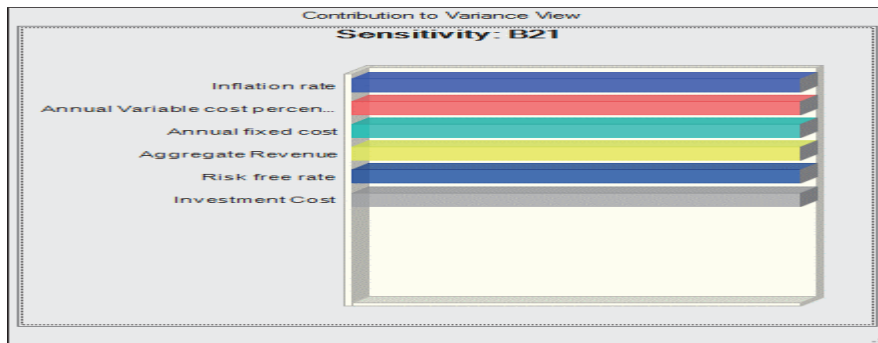 Contribution to Variance View
Sensitivity: B21
Inflation rate
Annual Variable cost percen...
Annual fixed cost
Aggregate Revenue
Risk free rate
Investment Cost